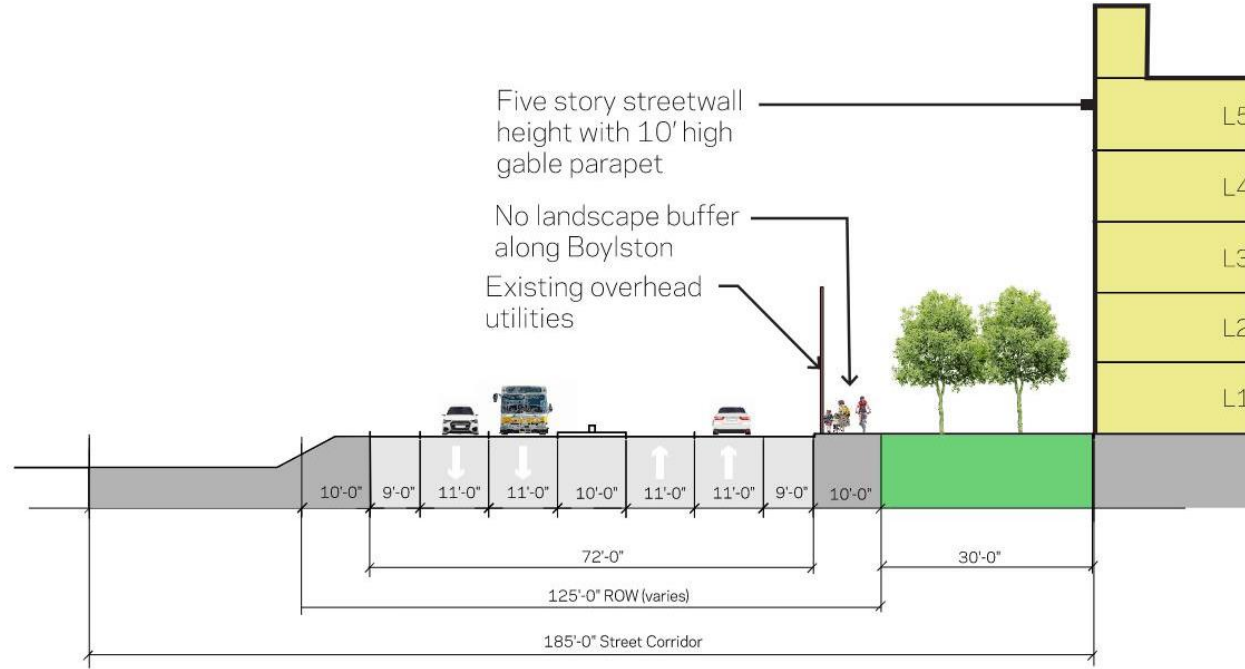 Five story streetwall
height with 10' high
gable parapet
No landscape buffer
along Boylston
Existing overhead
utilities
L5
L4
L3
L2
L1
10'-0" 9'-0" 11'-0" 11'-0" 10'-0" 11'-0" 11'-0" 9'-0" 10'-0"
72'-0" 30'-0"
125'-0" ROW (varies)
185'-0" Street Corridor